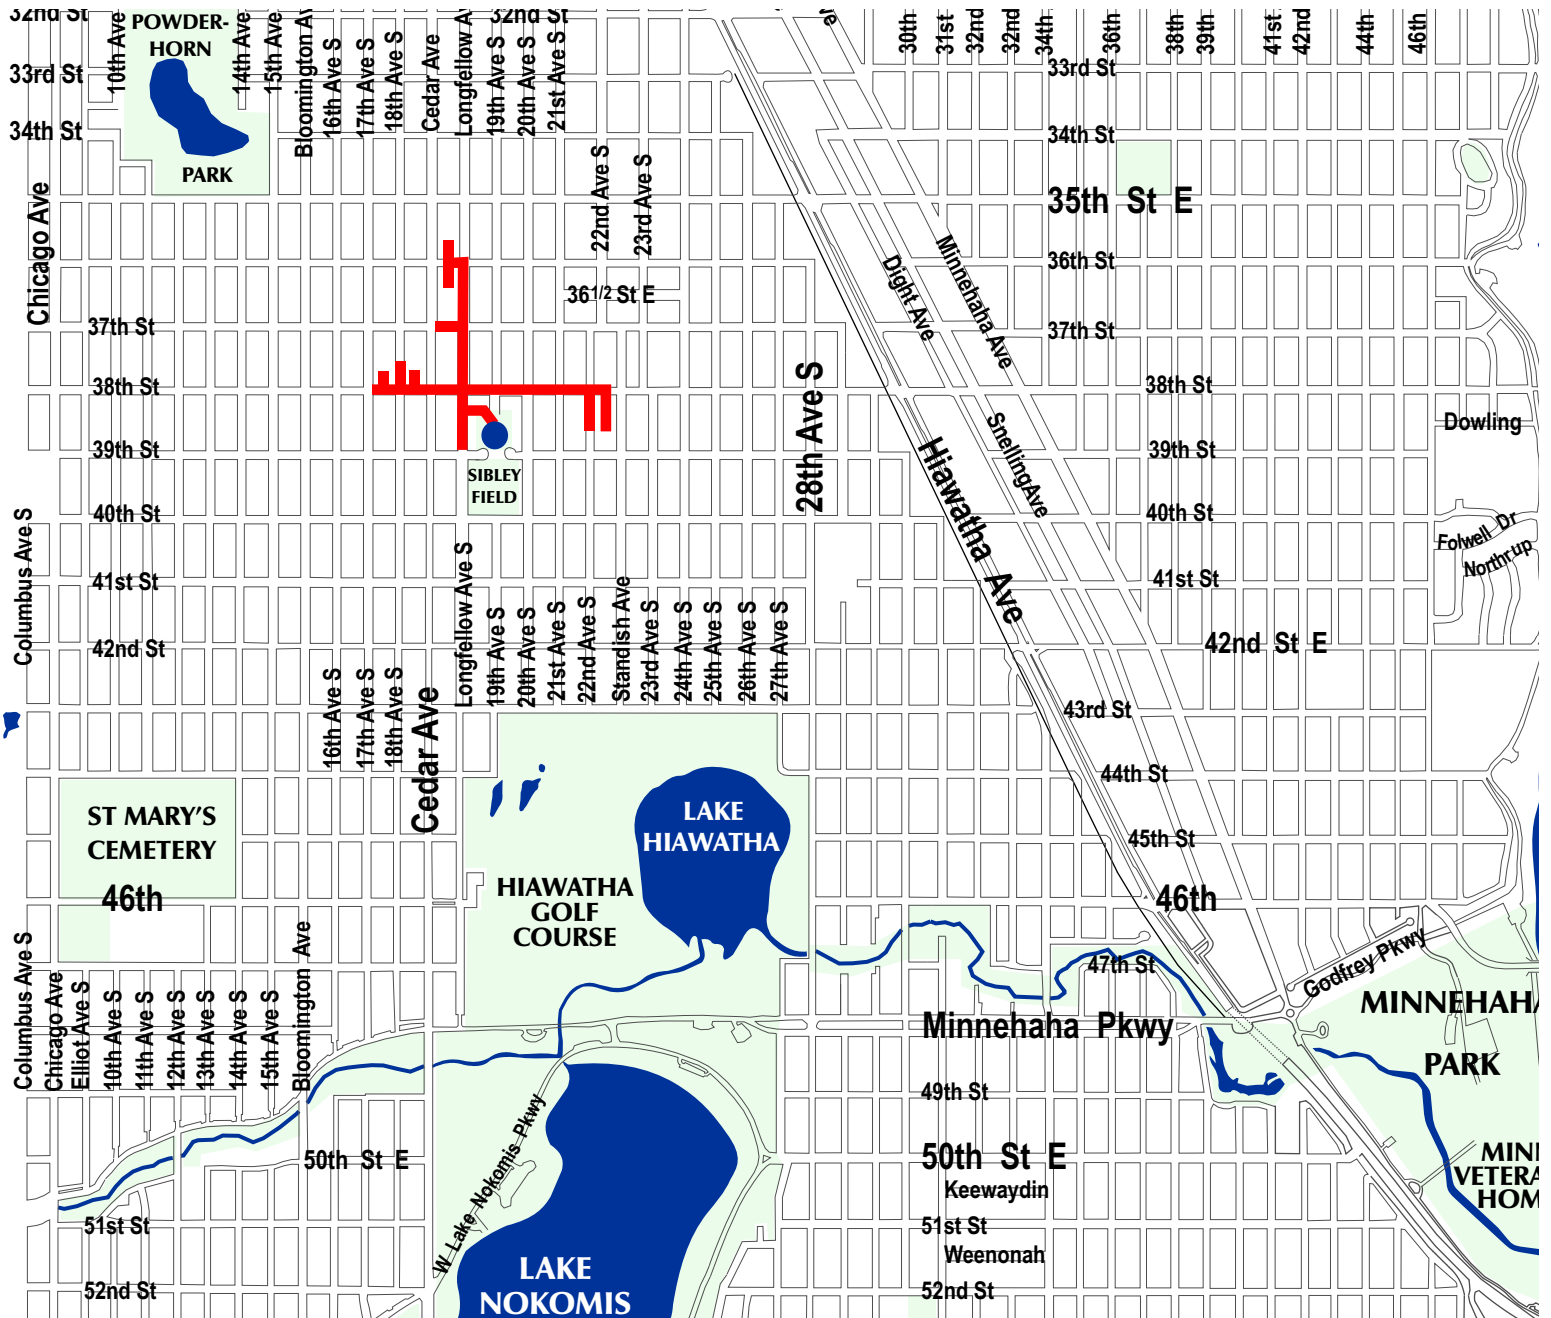 32nd St
POWDER-
HORN
PARK
10th Ave
14th Ave
15th Ave
Bloomington Av
16th Ave S
17th Ave S
18th Ave S
Cedar Ave
Longfellow Av
32nd St
19th Ave S
20th Ave S
21st Ave S
ve
30th
31st
32nd
32nd
34th
36th
38th
39th
41st
42nd
44th
46th
33rd St
33rd St
34th St
34th St
22nd Ave S
23rd Ave S
35th St E
Chicago Ave
36th St
Minnehaha Ave
Dight Ave
36 1/2 St E
37th St
37th St
38th St
38th St
28th Ave S
Dowling
Snelling Ave
39th St
39th St
Hiawatha Ave
SIBLEY
FIELD
40th St
40th St
Columbus Ave S
Folwell Dr
Northrup
41st St
41st St
Longfellow Ave S
19th Ave S
20th Ave S
21st Ave S
22nd Ave S
Standish Ave
23rd Ave S
24th Ave S
25th Ave S
26th Ave S
27th Ave S
42nd St
42nd St E
16th Ave S
17th Ave S
18th Ave S
Cedar Ave
43rd St
44th St
ST MARY'S
CEMETERY
LAKE
HIAWATHA
45th St
46th
HIAWATHA
GOLF
COURSE
46th
Columbus Ave S
Chicago Ave
Elliot Ave S
10th Ave S
11th Ave S
12th Ave S
13th Ave S
14th Ave S
15th Ave S
Bloomington Ave
47th St
Godfrey Pkwy
MINNEHAHA
PARK
Minnehaha Pkwy
49th St
W Lake Nokomis Pkwy
50th St E
50th St E
Keewaydin
MINN
VETERA
HOM
51st St
51st St
Weenonah
LAKE
NOKOMIS
52nd St
52nd St